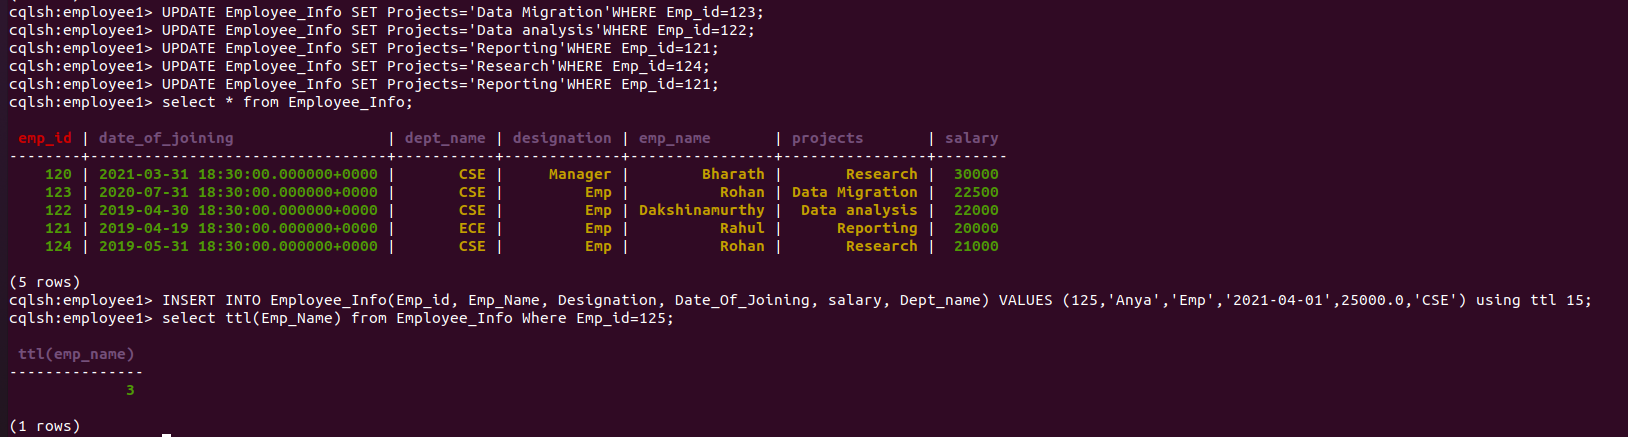 cqlsh:employee1> UPDATE Employee_Info SET Projects='Data Migration'WHERE Emp_id=123;
cqlsh:employee1> UPDATE Employee_Info SET Projects='Data analysis'WHERE Emp_id=122;
cqlsh:employee1> UPDATE Employee_Info SET Projects='Reporting'WHERE Emp_id=121;
cqlsh:employee1> UPDATE Employee_Info SET Projects='Research'WHERE Emp_id=124;
cqlsh:employee1> UPDATE Employee_Info SET Projects='Reporting'WHERE Emp_id=121;
cqlsh:employee1> select * from Employee_Info;
 emp_id | date_of_joining                 | dept_name | designation | emp_name       | projects       | salary
--------+---------------------------------+-----------+-------------+----------------+----------------+--------
    120 | 2021-03-31 18:30:00.000000+0000 |       CSE |     Manager |        Bharath |       Research |  30000
    123 | 2020-07-31 18:30:00.000000+0000 |       CSE |         Emp |          Rohan | Data Migration |  22500
    122 | 2019-04-30 18:30:00.000000+0000 |       CSE |         Emp | Dakshinamurthy |  Data analysis |  22000
    121 | 2019-04-19 18:30:00.000000+0000 |       ECE |         Emp |          Rahul |      Reporting |  20000
    124 | 2019-05-31 18:30:00.000000+0000 |       CSE |         Emp |          Rohan |       Research |  21000
(5 rows)
cqlsh:employee1> INSERT INTO Employee_Info(Emp_id, Emp_Name, Designation, Date_Of_Joining, salary, Dept_name) VALUES (125,'Anya','Emp','2021-04-01',25000.0,'CSE') using ttl 15;
cqlsh:employee1> select ttl(Emp_Name) from Employee_Info Where Emp_id=125;
 ttl(emp_name)
---------------
             3
(1 rows)